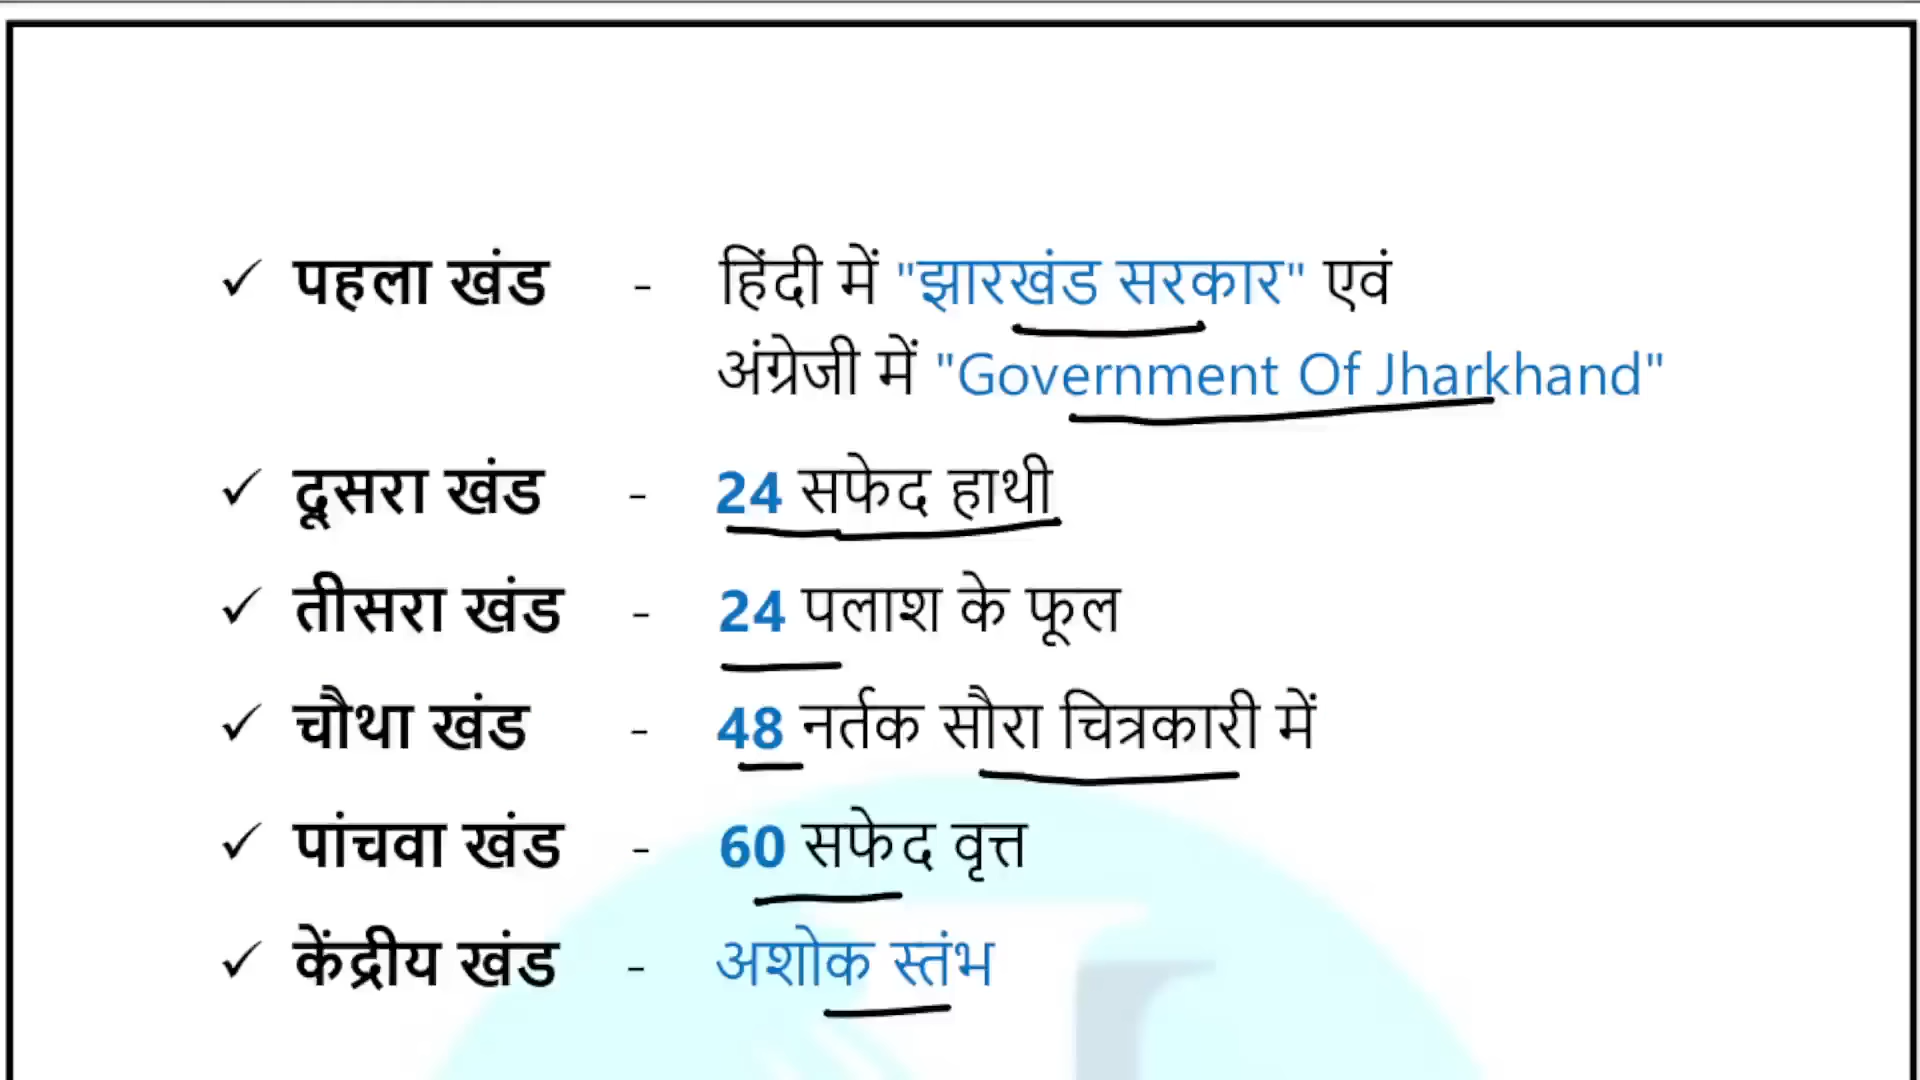 ✓ पहला खंड - हिंदी में "झारखंड सरकार" एवं
अंग्रेजी में "Government Of Jharkhand"
✓ दूसरा खंड - 24 सफेद हाथी
✓ तीसरा खंड - 24 पलाश के फूल
✓ चौथा खंड - 48 नर्तक सौरा चित्रकारी में
✓ पांचवा खंड - 60 सफेद वृत्त
✓ केंद्रीय खंड - अशोक स्तंभ